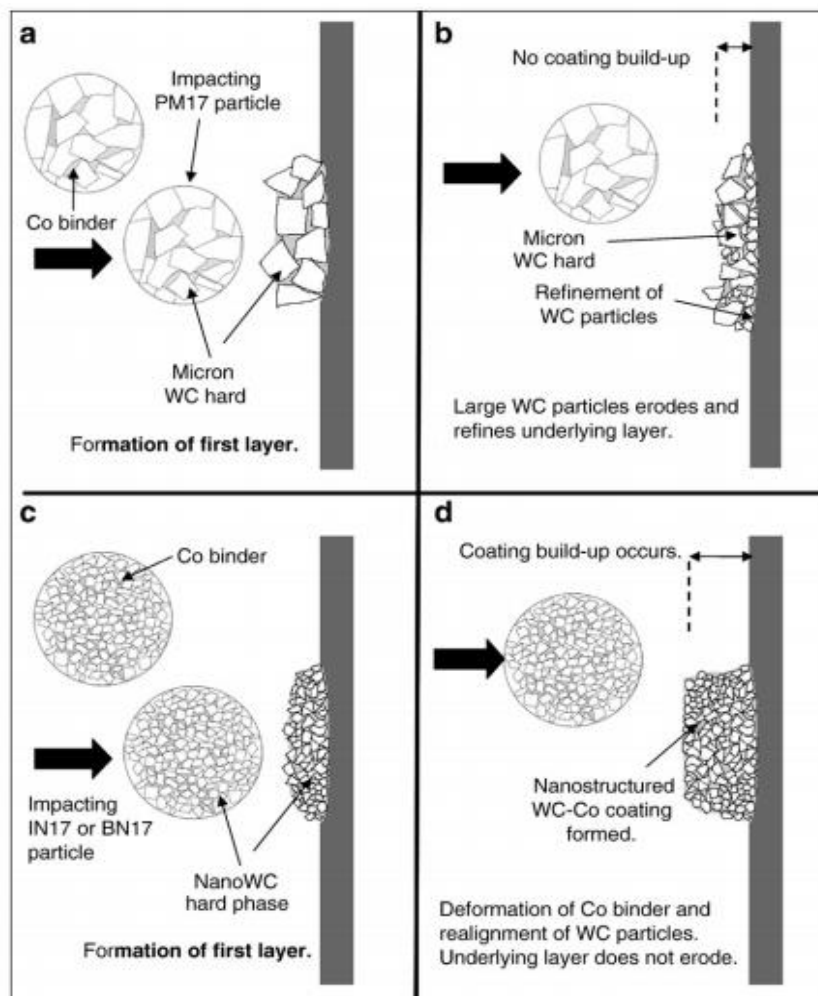 a
Impacting
PM17 particle
Co binder
Micron
WC hard
Formation of first layer.
b
No coating build-up
Micron
WC hard
Refinement of
WC particles
Large WC particles erodes and
refines underlying layer.
c
Co binder
Impacting
IN17 or BN17
particle
NanoWC
hard phase
Formation of first layer.
d
Coating build-up occurs.
Nanostructured
WC-Co coating
formed.
Deformation of Co binder and
realignment of WC particles.
Underlying layer does not erode.